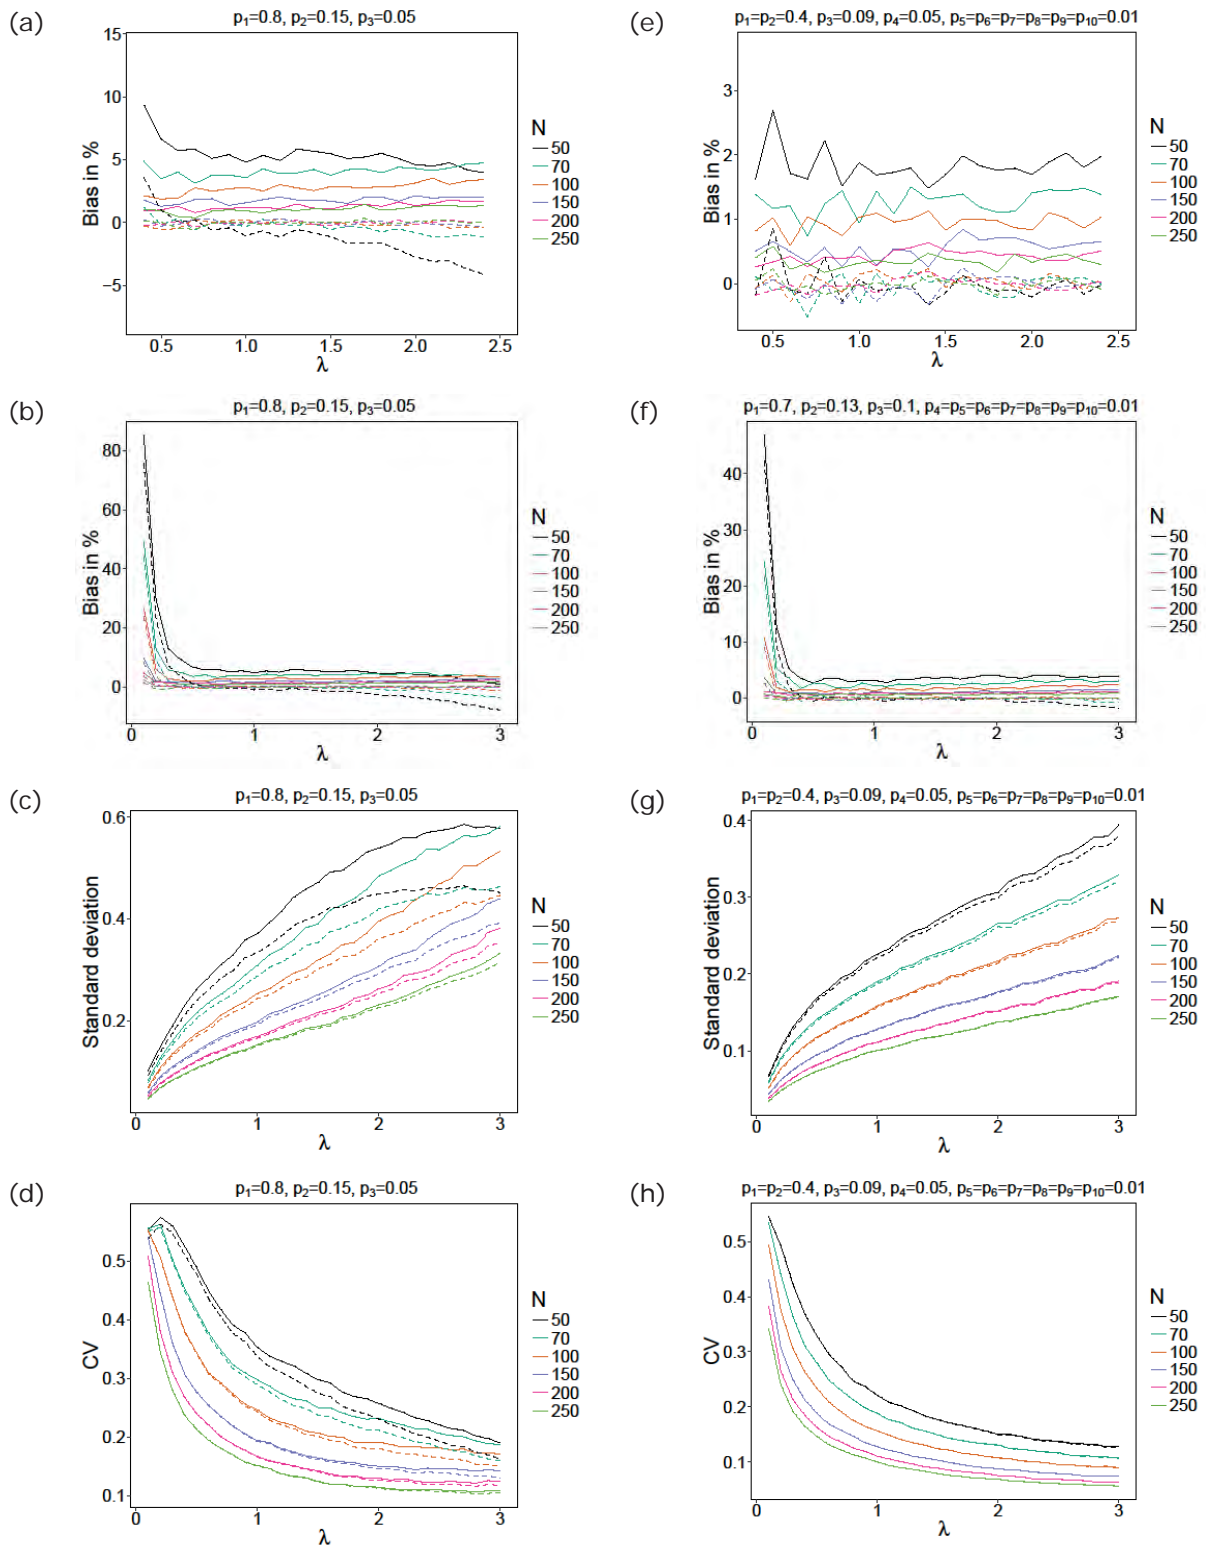 (a)
p₁=0.8, p₂=0.15, p₃=0.05
Bias in %
15
10
5
0
−5
0.5
1.0
1.5
2.0
2.5
λ
N
50
70
100
150
200
250
(e)
p₁=p₂=0.4, p₃=0.09, p₄=0.05, p₅=p₆=p₇=p₈=p₉=p₁₀=0.01
Bias in %
3
2
1
0
0.5
1.0
1.5
2.0
2.5
λ
N
50
70
100
150
200
250
(b)
p₁=0.8, p₂=0.15, p₃=0.05
Bias in %
80
60
40
20
0
0
1
2
3
λ
N
50
70
100
150
200
250
(f)
p₁=0.7, p₂=0.13, p₃=0.1, p₄=p₅=p₆=p₇=p₈=p₉=p₁₀=0.01
Bias in %
40
30
20
10
0
0
1
2
3
λ
N
50
70
100
150
200
250
(c)
p₁=0.8, p₂=0.15, p₃=0.05
Standard deviation
0.6
0.4
0.2
0
1
2
3
λ
N
50
70
100
150
200
250
(g)
p₁=p₂=0.4, p₃=0.09, p₄=0.05, p₅=p₆=p₇=p₈=p₉=p₁₀=0.01
Standard deviation
0.4
0.3
0.2
0.1
0
1
2
3
λ
N
50
70
100
150
200
250
(d)
p₁=0.8, p₂=0.15, p₃=0.05
CV
0.5
0.4
0.3
0.2
0.1
0
1
2
3
λ
N
50
70
100
150
200
250
(h)
p₁=p₂=0.4, p₃=0.09, p₄=0.05, p₅=p₆=p₇=p₈=p₉=p₁₀=0.01
CV
0.5
0.4
0.3
0.2
0.1
0
1
2
3
λ
N
50
70
100
150
200
250